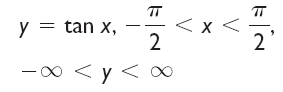 y = tan x, −π/2 < x < π/2,
−∞ < y < ∞